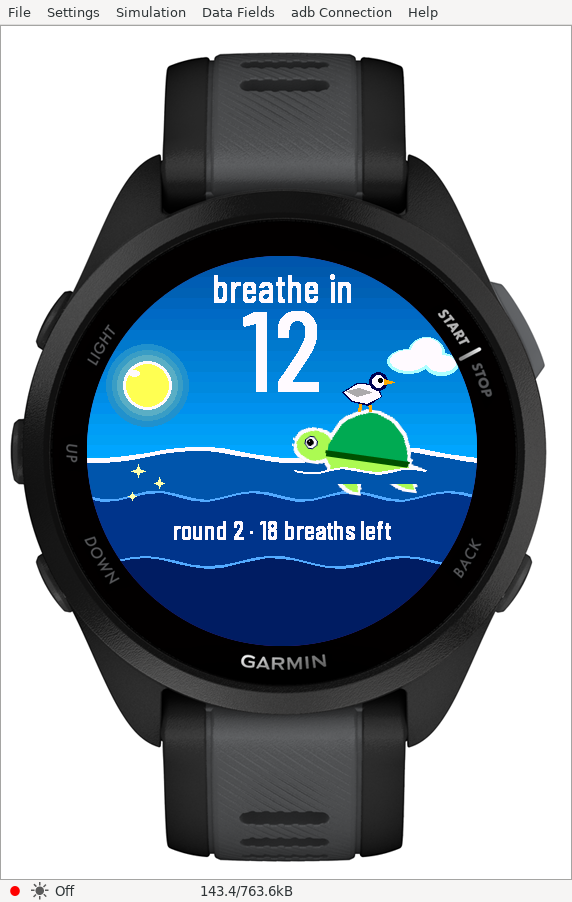 File Settings Simulation Data Fields adb Connection Help
breathe in
12
START
STOP
LIGHT
UP
round 2 · 18 breaths left
DOWN
BACK
GARMIN
Off 143.4/763.6kB